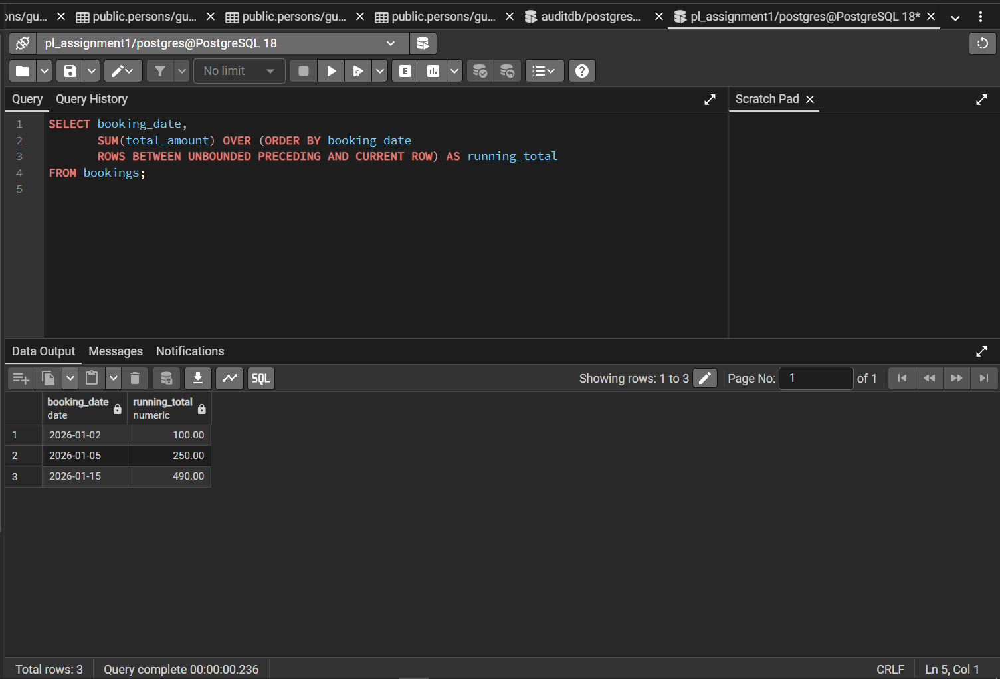 ons/gu...
public.persons/gu...
public.persons/gu...
public.persons/gu...
auditdb/postgres...
pl_assignment1/postgres@PostgreSQL 18*
pl_assignment1/postgres@PostgreSQL 18
No limit
E
Query
Query History
Scratch Pad
1 SELECT booking_date,
2 SUM(total_amount) OVER (ORDER BY booking_date
3 ROWS BETWEEN UNBOUNDED PRECEDING AND CURRENT ROW) AS running_total
4 FROM bookings;
5
Data Output
Messages
Notifications
SQL
Showing rows: 1 to 3
Page No:
1
of 1
booking_date
date
running_total
numeric
1 2026-01-02 100.00
2 2026-01-05 250.00
3 2026-01-15 490.00
Total rows: 3
Query complete 00:00:00.236
CRLF
Ln 5, Col 1